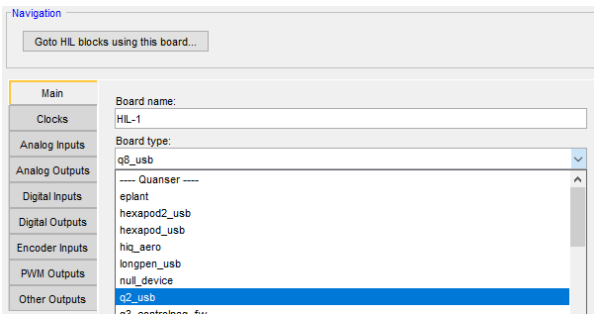 Navigation
Goto HIL blocks using this board...
Main
Clocks
Analog Inputs
Analog Outputs
Digital Inputs
Digital Outputs
Encoder Inputs
PWM Outputs
Other Outputs
Board name:
HIL-1
Board type:
q8_usb
---- Quanser ----
eplant
hexapod2_usb
hexapod_usb
hiq_aero
longpen_usb
null_device
q2_usb